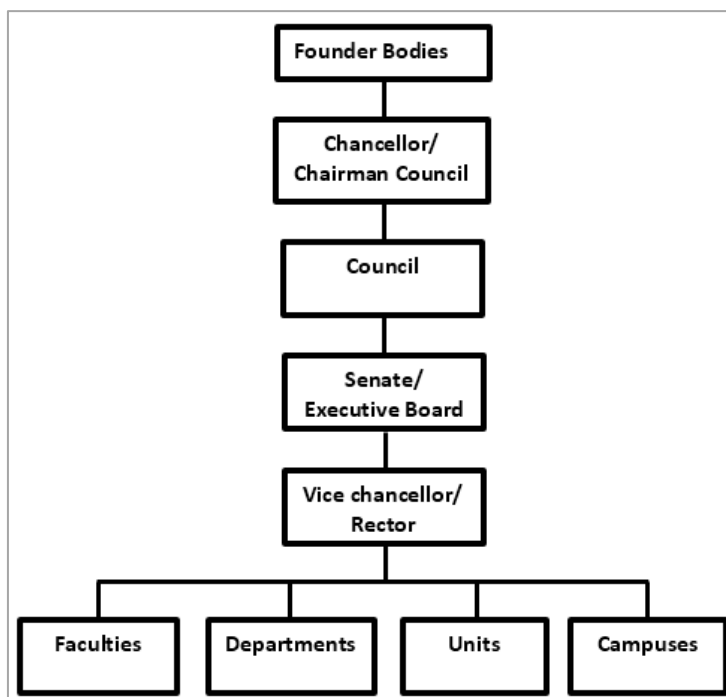 Founder Bodies
Chancellor/
Chairman Council
Council
Senate/
Executive Board
Vice chancellor/
Rector
Faculties
Departments
Units
Campuses